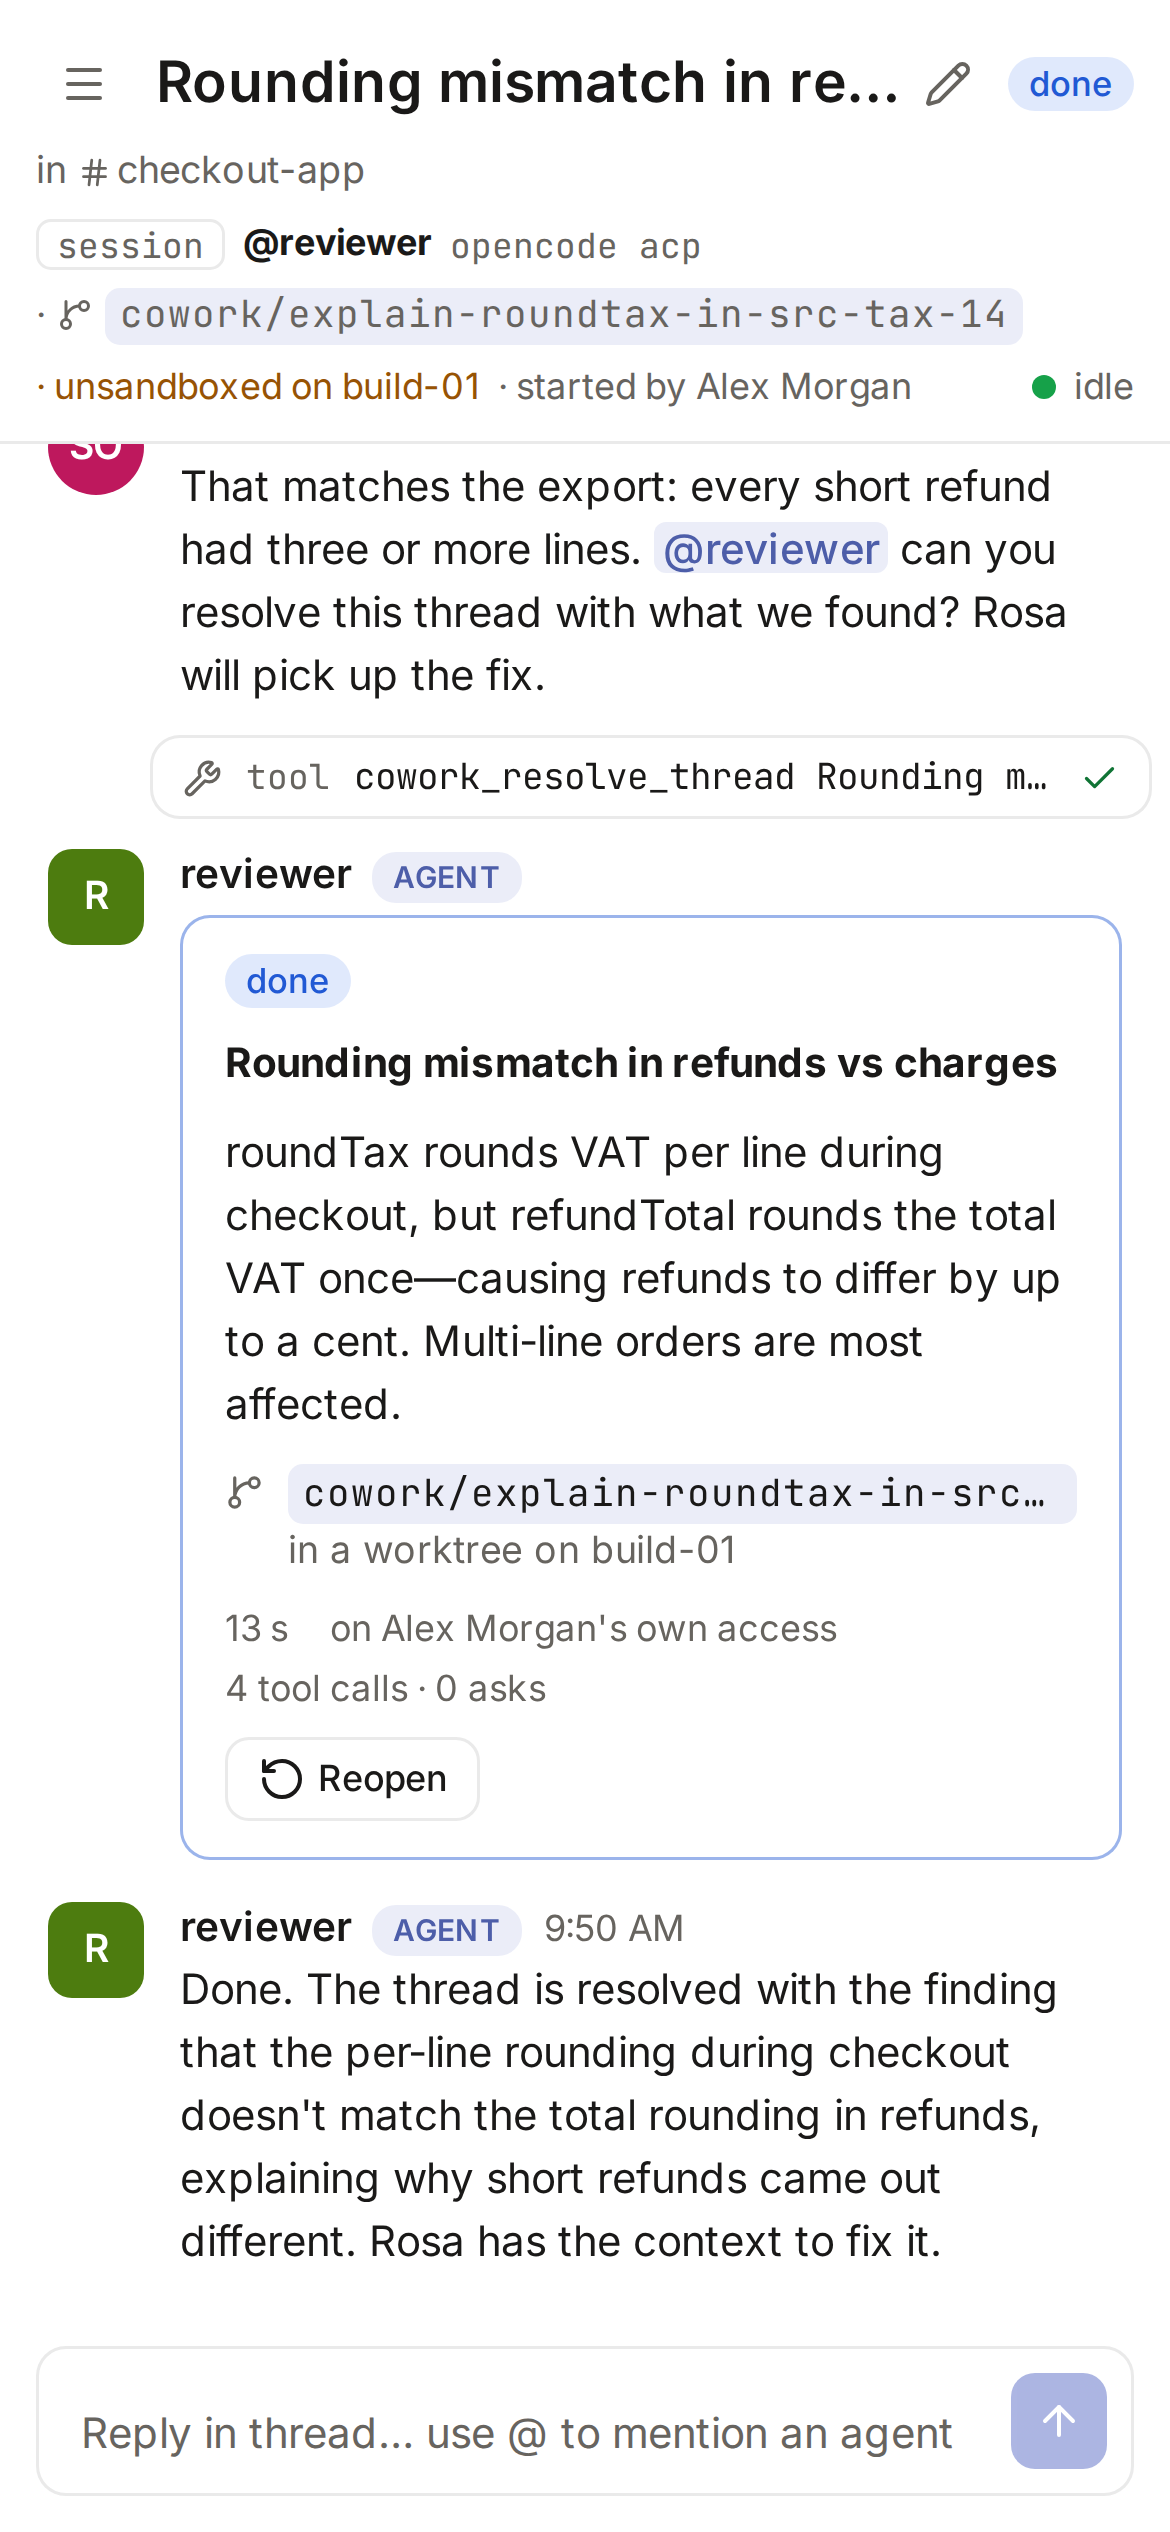 Rounding mismatch in re...
done
in # checkout-app
session @reviewer opencode acp
· cowork/explain-roundtax-in-src-tax-14
· unsandboxed on build-01 · started by Alex Morgan idle
SO
That matches the export: every short refund
had three or more lines. @reviewer can you
resolve this thread with what we found? Rosa
will pick up the fix.
tool cowork_resolve_thread Rounding m…
R
reviewer AGENT
done
Rounding mismatch in refunds vs charges
roundTax rounds VAT per line during
checkout, but refundTotal rounds the total
VAT once—causing refunds to differ by up
to a cent. Multi-line orders are most
affected.
cowork/explain-roundtax-in-src…
in a worktree on build-01
13 s on Alex Morgan's own access
4 tool calls · 0 asks
Reopen
R
reviewer AGENT 9:50 AM
Done. The thread is resolved with the finding
that the per-line rounding during checkout
doesn't match the total rounding in refunds,
explaining why short refunds came out
different. Rosa has the context to fix it.
Reply in thread... use @ to mention an agent